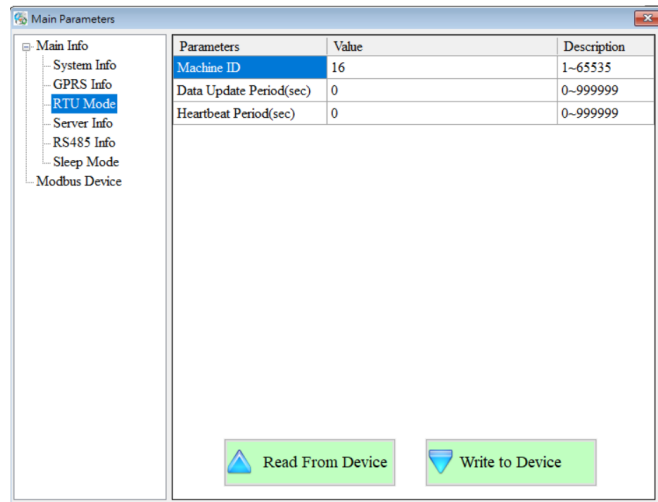 Main Parameters
Main Info
System Info
GPRS Info
RTU Mode
Server Info
RS485 Info
Sleep Mode
Modbus Device
Parameters Value Description
Machine ID 16 1~65535
Data Update Period(sec) 0 0~999999
Heartbeat Period(sec) 0 0~999999
Read From Device Write to Device